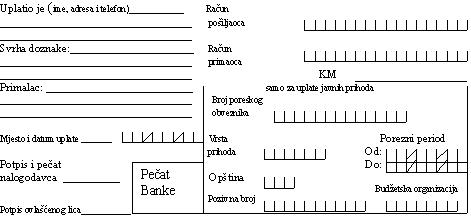 Uplatio je (ime, adresa i telefon)
Svrha doznake:
Primalac:
Mjesto i datum uplate
Potpis i pečat
nalogodavca
Potpis ovlašćenog lica
Pečat
Banke
Račun
pošiljaoca
Račun
primaoca
KM
samo za uplate javnih prihoda
Broj poreskog
obveznika
Vrsta
prihoda
Opština
Poziv na broj
Porezni period
Od:
Do:
Budžetska organizacija